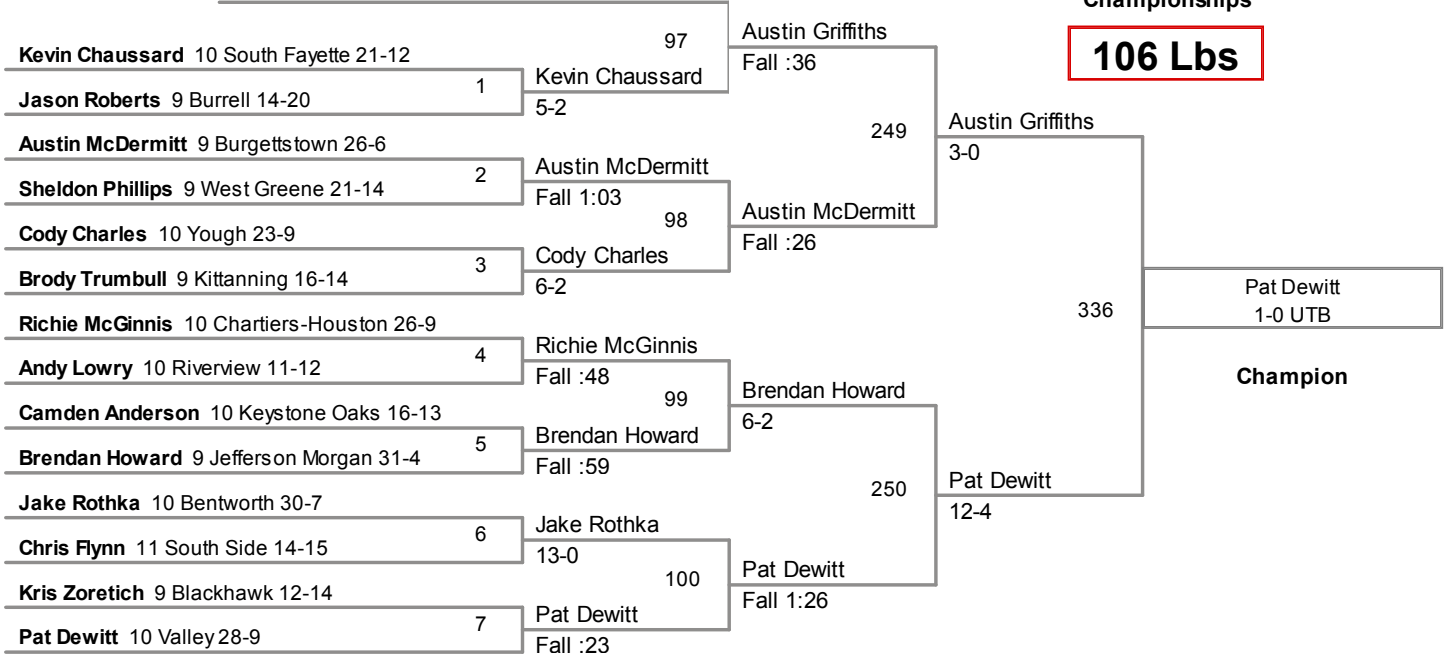 Championships
106 Lbs
Kevin Chaussard 10 South Fayette 21-12
Jason Roberts 9 Burrell 14-20
Austin McDermitt 9 Burgettstown 26-6
Sheldon Phillips 9 West Greene 21-14
Cody Charles 10 Yough 23-9
Brody Trumbull 9 Kittanning 16-14
Richie McGinnis 10 Chartiers-Houston 26-9
Andy Lowry 10 Riverview 11-12
Camden Anderson 10 Keystone Oaks 16-13
Brendan Howard 9 Jefferson Morgan 31-4
Jake Rothka 10 Bentworth 30-7
Chris Flynn 11 South Side 14-15
Kris Zoretich 9 Blackhawk 12-14
Pat Dewitt 10 Valley 28-9
1
2
3
4
5
6
7
Kevin Chaussard
5-2
Austin McDermitt
Fall 1:03
Cody Charles
6-2
Richie McGinnis
Fall :48
Brendan Howard
Fall :59
Jake Rothka
13-0
Pat Dewitt
Fall :23
97
98
99
100
Austin Griffiths
Fall :36
Austin McDermitt
Fall :26
Brendan Howard
6-2
Pat Dewitt
Fall 1:26
249
250
Austin Griffiths
3-0
Pat Dewitt
12-4
336
Pat Dewitt
1-0 UTB
Champion